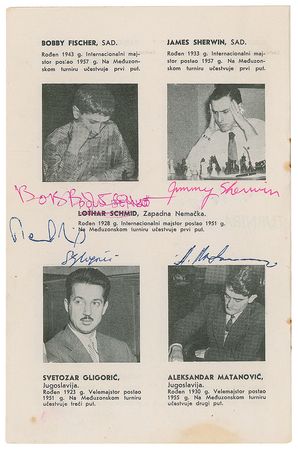 BOBBY FISCHER, SAD.
Rođen 1943 g. Internacionalni maj-
stor postao 1957 g. Na Međuzon-
skom turniru učestvuje prvi put.
JAMES SHERWIN, SAD.
Rođen 1933 g. Internacionalni maj-
stor postao 1957 g. Na Međuzon-
skom turniru učestvuje prvi put.
Jimmy Sherwin
LOTHAR SCHMID, Zapadna Nemačka.
Rođen 1928 g. Internacionalni majstor postao 1951 g.
Na Međuzonskom turniru učestvuje prvi put.
SVETOZAR GLIGORIĆ,
Jugoslavija.
Rođen 1923 g. Velemajstor postao
1951 g. Na Međuzonskom turniru
učestvuje treći put.
ALEKSANDAR MATANOVIĆ,
Jugoslavija.
Rođen 1930 g. Velemajstor postao
1955 g. Na Međuzonskom turniru
učestvuje drugi put.